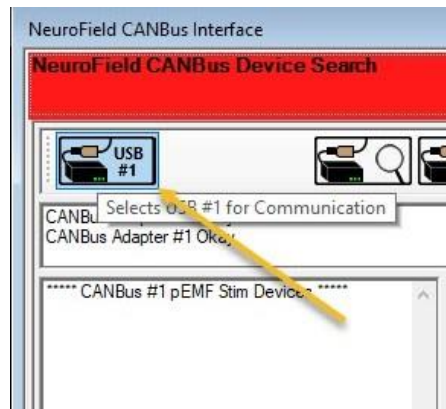 NeuroField CANBus Interface
NeuroField CANBus Device Search
USB
#1
Selects USB #1 for Communication
CANBu
CANBus Adapter #1 Okay
***** CANBus #1 pEMF Stim Devices *****